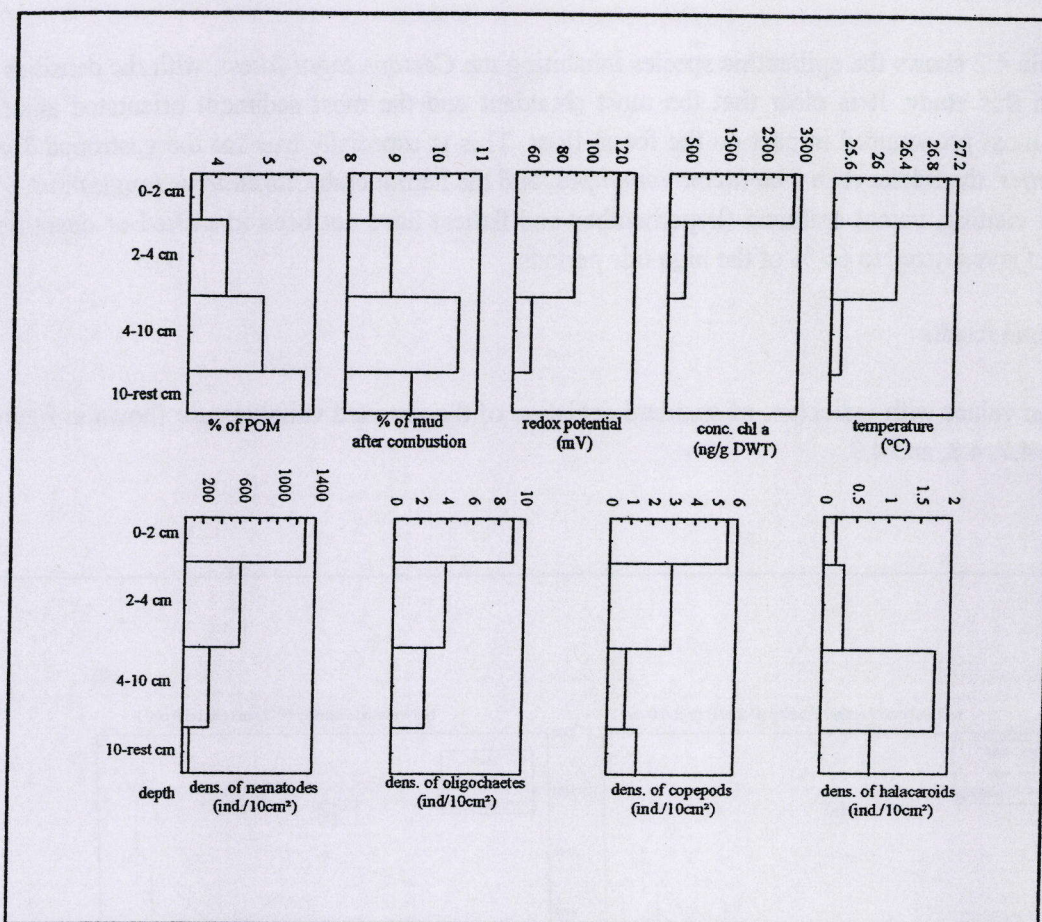 4 5 6 8 9 10 11 60 80 100 120 500 1500 2500 3500 25.6 26 26.4 26.8 27.2
0-2 cm
2-4 cm
4-10 cm
10-rest cm
% of POM % of mud after combustion redox potential (mV) conc. chl a (ng/g DWT) temperature (°C)
200 600 1000 1400 0 2 4 6 8 10 0 1 2 3 4 5 6 0 0.5 1 1.5 2
0-2 cm
2-4 cm
4-10 cm
10-rest cm
depth
dens. of nematodes (ind./10cm²) dens. of oligochaetes (ind./10cm²) dens. of copepods (ind./10cm²) dens. of halacaroids (ind./10cm²)